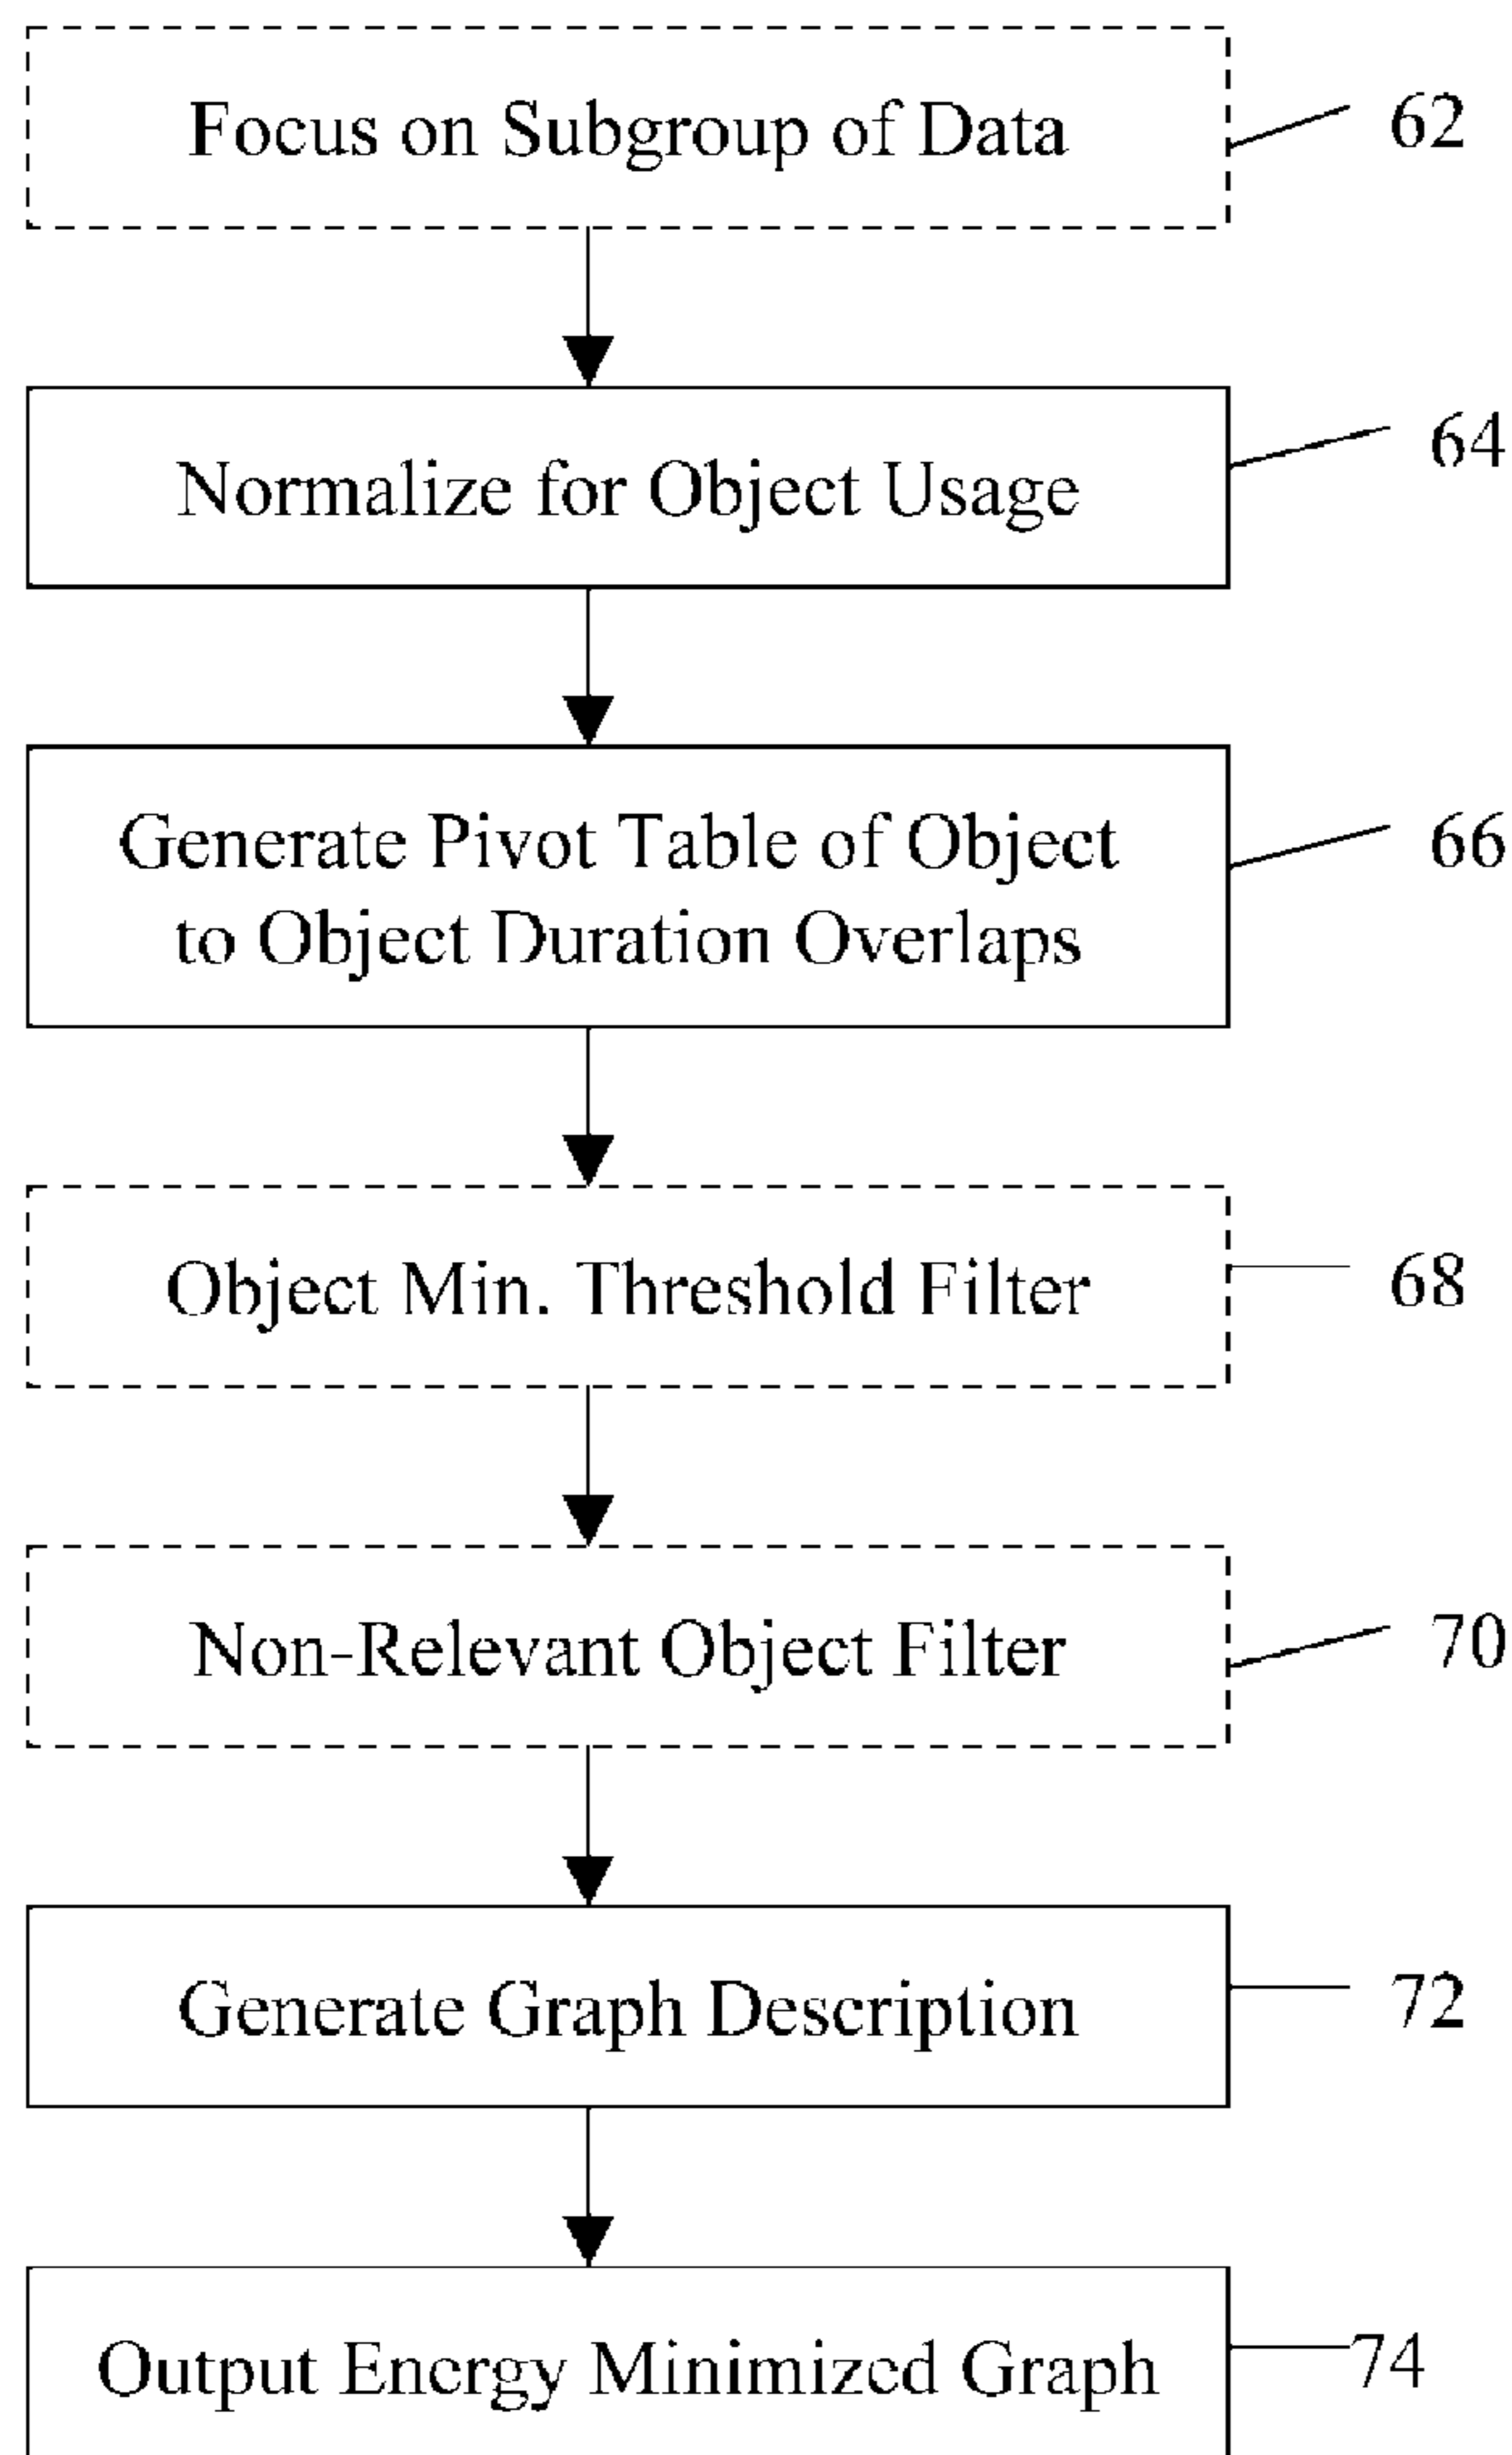 Focus on Subgroup of Data
62
Normalize for Object Usage
64
Generate Pivot Table of Object
to Object Duration Overlaps
66
Object Min. Threshold Filter
68
Non-Relevant Object Filter
70
Generate Graph Description
72
Output Energy Minimized Graph
74